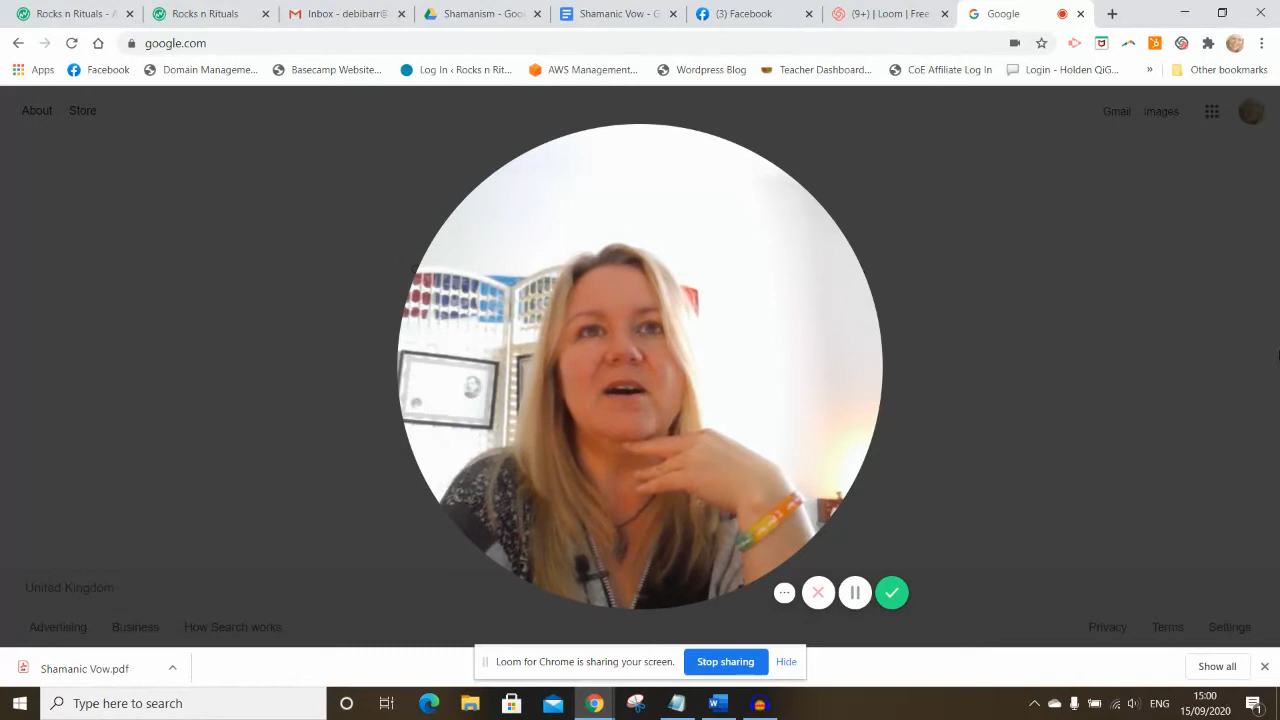 Rocks n Rituals - A
Rocks n Rituals
Inbox - debibarr@
Shamanism - Goo
Shamanic Vow - G
(3) Facebook
(9+) | Loom | Free
Google
google.com
Apps
Facebook
Domain Manageme...
Basecamp Website...
Log In ‹ Rocks n Rit...
AWS Management...
Wordpress Blog
Teacher Dashboar...
CoE Affiliate Log In
Login - Holden QiG...
»
Other bookmarks
About
Store
Gmail
Images
United Kingdom
Advertising
Business
How Search works
Privacy
Terms
Settings
Shamanic Vow.pdf
Loom for Chrome is sharing your screen.
Stop sharing
Hide
Show all
Type here to search
ENG
15:00
15/09/2020
1